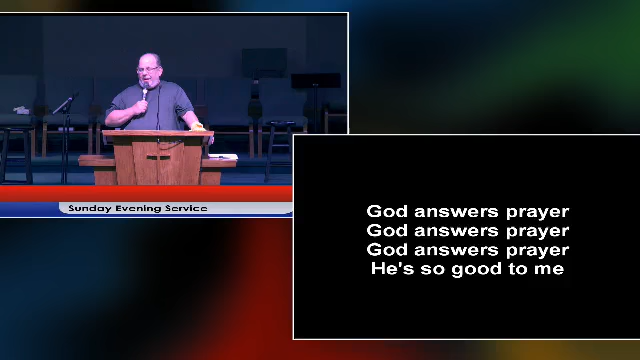 Sunday Evening Service
God answers prayer
God answers prayer
God answers prayer
He's so good to me